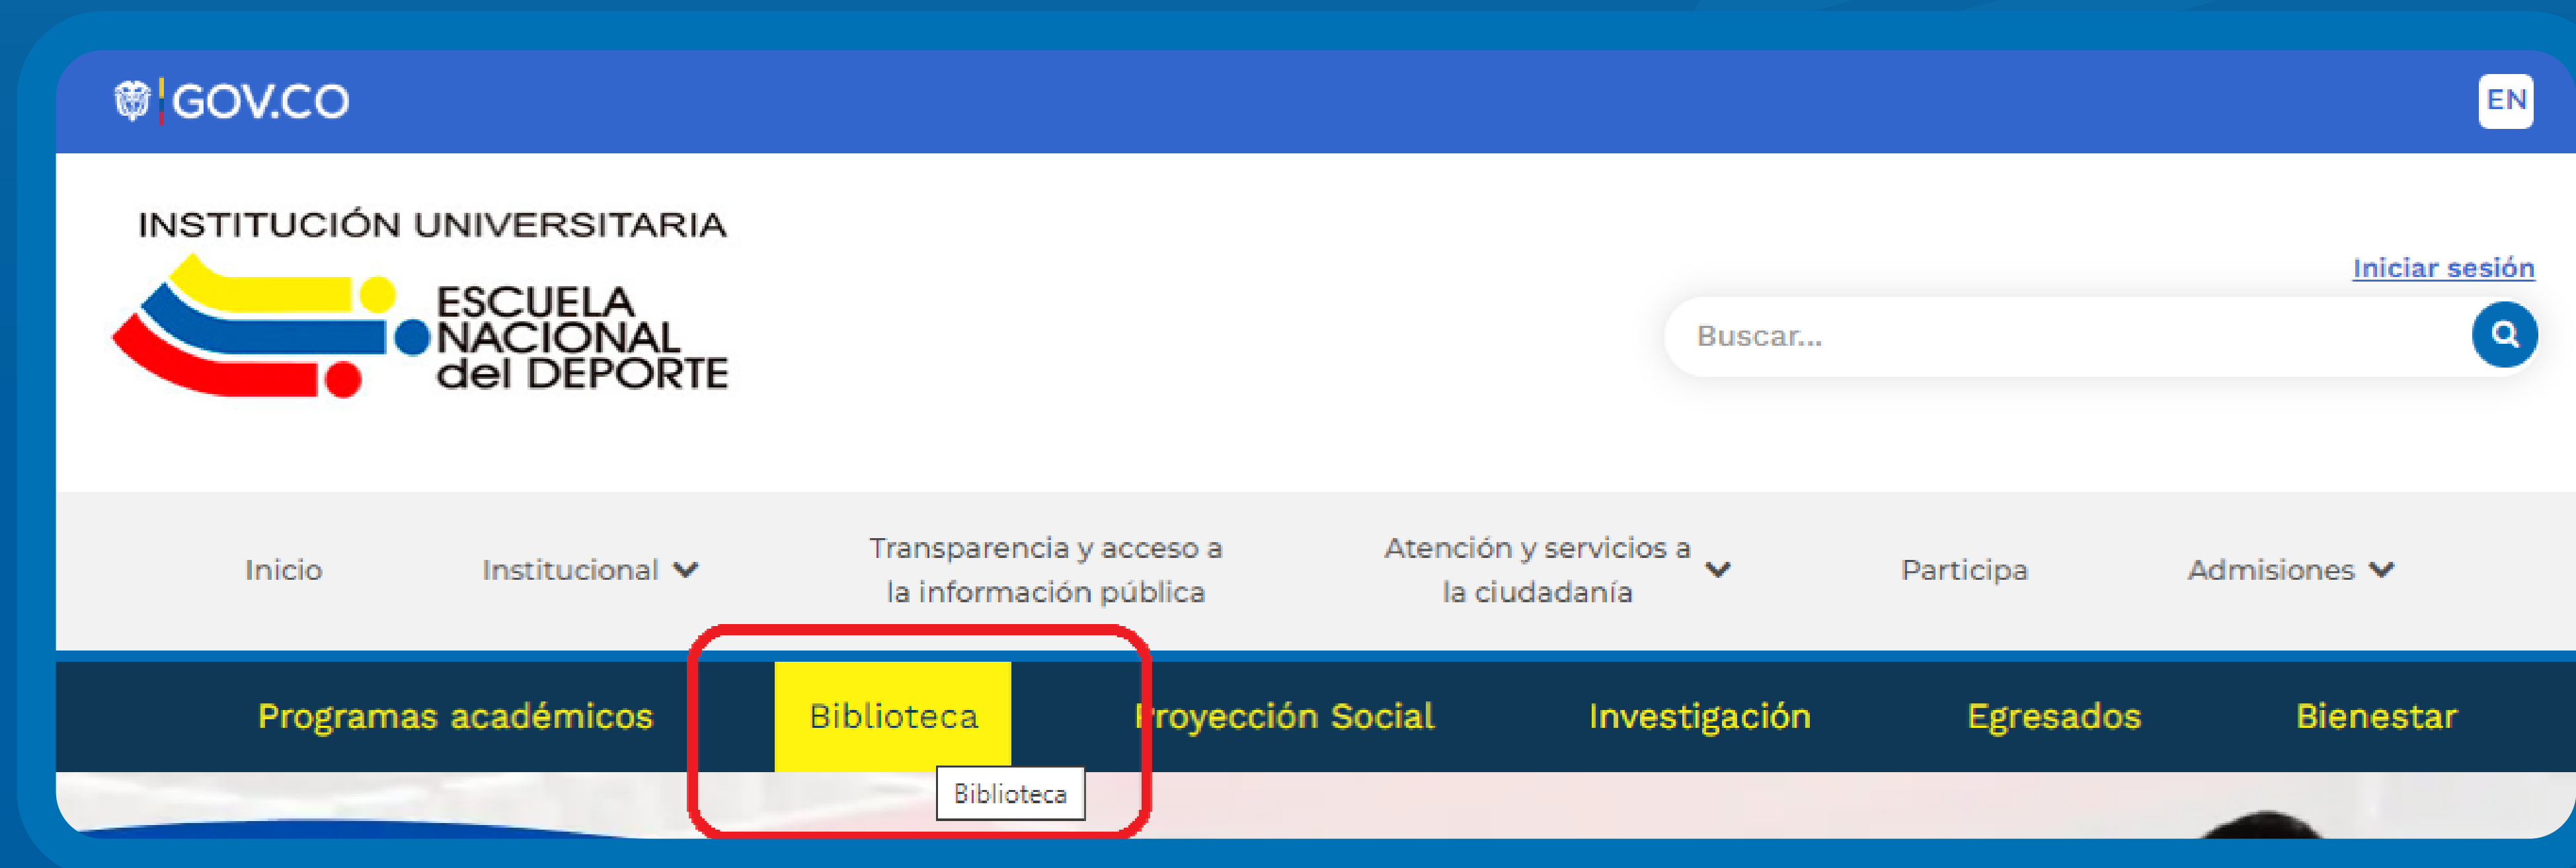 GOV.CO
EN
INSTITUCIÓN UNIVERSITARIA
ESCUELA
NACIONAL
del DEPORTE
Iniciar sesión
Buscar...
Inicio
Institucional
Transparencia y acceso a
la información pública
Atención y servicios a
la ciudadanía
Participa
Admisiones
Programas académicos
Biblioteca
Proyección Social
Investigación
Egresados
Bienestar
Biblioteca